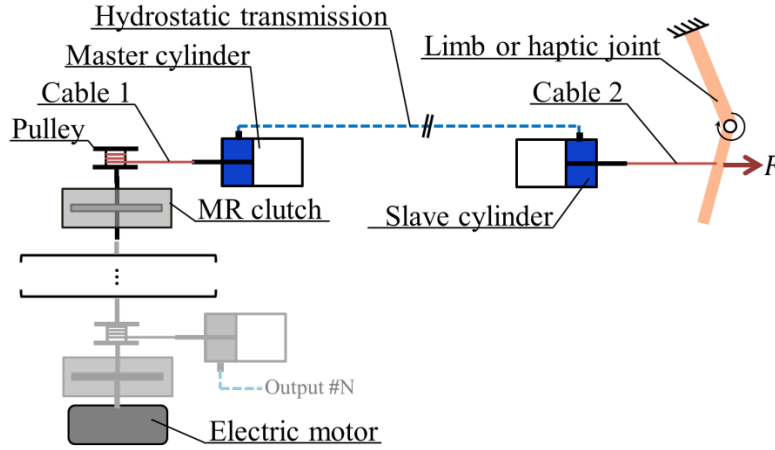 Hydrostatic transmission
Master cylinder
Limb or haptic joint
Cable 1
Cable 2
Pulley
F
MR clutch
Slave cylinder
...
Output #N
Electric motor